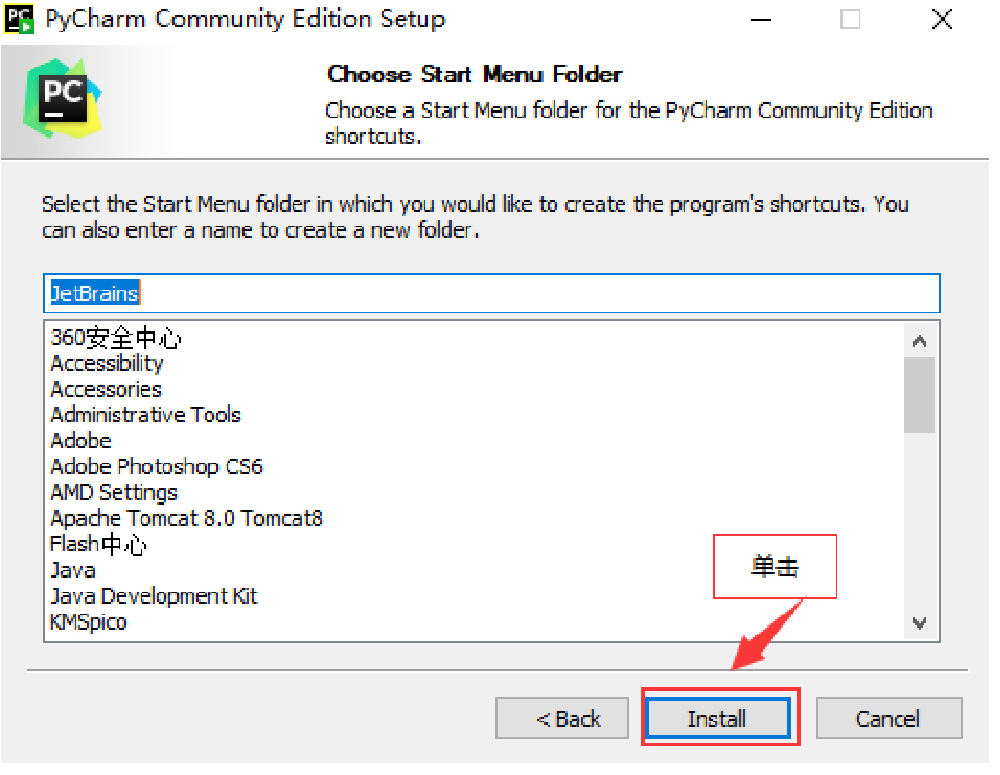 PyCharm Community Edition Setup
PC
Choose Start Menu Folder
Choose a Start Menu folder for the PyCharm Community Edition
shortcuts.
Select the Start Menu folder in which you would like to create the program's shortcuts. You
can also enter a name to create a new folder.
JetBrains
360安全中心
Accessibility
Accessories
Administrative Tools
Adobe
Adobe Photoshop CS6
AMD Settings
Apache Tomcat 8.0 Tomcat8
Flash中心
Java
Java Development Kit
KMSpico
单击
< Back
Install
Cancel